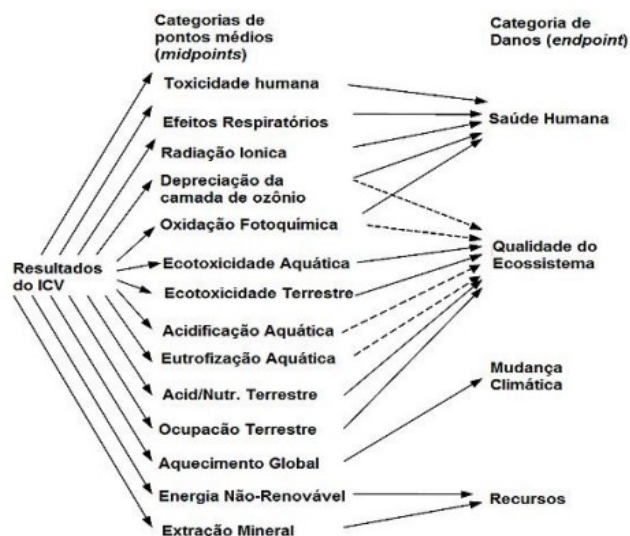 Categorias de
pontos médios
(midpoints)
Categoria de
Danos (endpoint)
Toxicidade humana
Efeitos Respiratórios
Saúde Humana
Radiação Ionica
Depreciação da
camada de ozônio
Oxidação Fotoquímica
Qualidade do
Ecossistema
Resultados
do ICV
Ecotoxicidade Aquática
Ecotoxicidade Terrestre
Acidificação Aquática
Eutrofização Aquática
Mudança
Climática
Acid/Nutr. Terrestre
Ocupacão Terrestre
Aquecimento Global
Energia Não-Renovável
Recursos
Extração Mineral